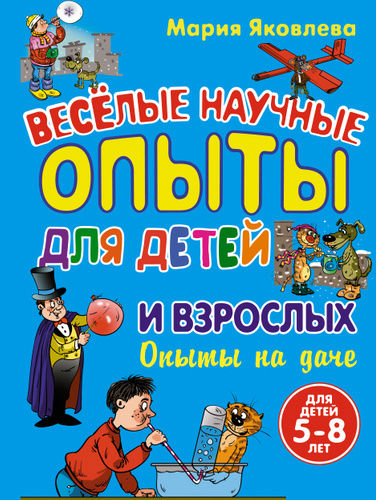 Мария Яковлева
ВЕСЁЛЫЕ НАУЧНЫЕ
ОПЫТЫ
ДЛЯ ДЕТЕЙ
И ВЗРОСЛЫХ
Опыты на даче
ДЛЯ
ДЕТЕЙ
5-8
ЛЕТ